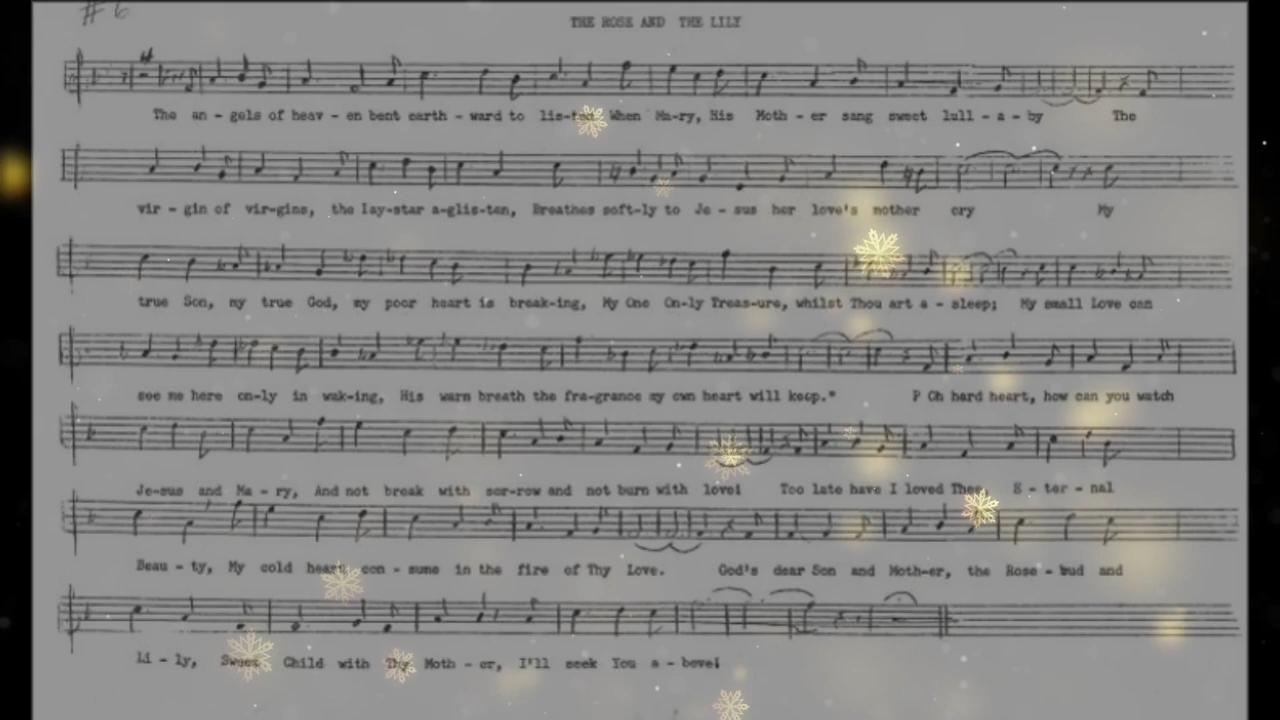 # 6
THE ROSE AND THE LILY
The an - gels of heav - en bent earth - ward to lis-ten, When Ma-ry, His Moth - er sang sweet lull - a - by The
vir - gin of vir-gins, the Day-star a-glis-ten, Breathes soft-ly to Je - sus her love's mother cry My
true Son, my true God, my poor heart is break-ing, My One On-ly Treas-ure, whilst Thou art a - sleep; My small Love can
see me here on-ly in wak-ing, His warm breath the fra-grance my own heart will keep." Oh hard heart, how can you watch
Je-sus and Ma - ry, And not break with sor-row and not burn with love! Too late have I loved Thee, E - ter - nal
Beau - ty, My cold heart con - sume in the fire of Thy Love. God's dear Son and Moth-er, the Rose - bud and
Li - ly, Sweet Child with Thy Moth - er, I'll seek You a - bove!